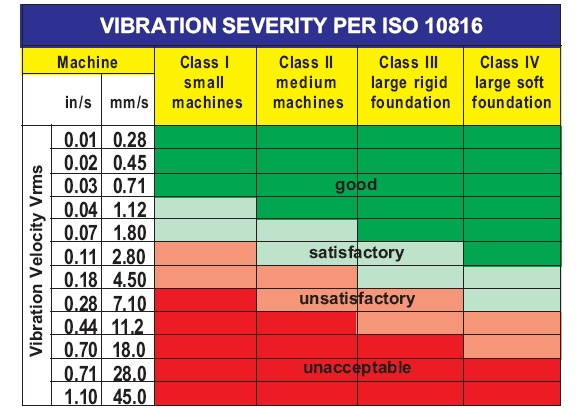 VIBRATION SEVERITY PER ISO 10816
Machine
Class I
small
machines
Class II
medium
machines
Class III
large rigid
foundation
Class IV
large soft
foundation
in/s mm/s
Vibration Velocity Vrms
0.01 0.28
0.02 0.45
0.03 0.71 good
0.04 1.12
0.07 1.80
0.11 2.80 satisfactory
0.18 4.50
0.28 7.10 unsatisfactory
0.44 11.2
0.70 18.0
0.71 28.0 unacceptable
1.10 45.0